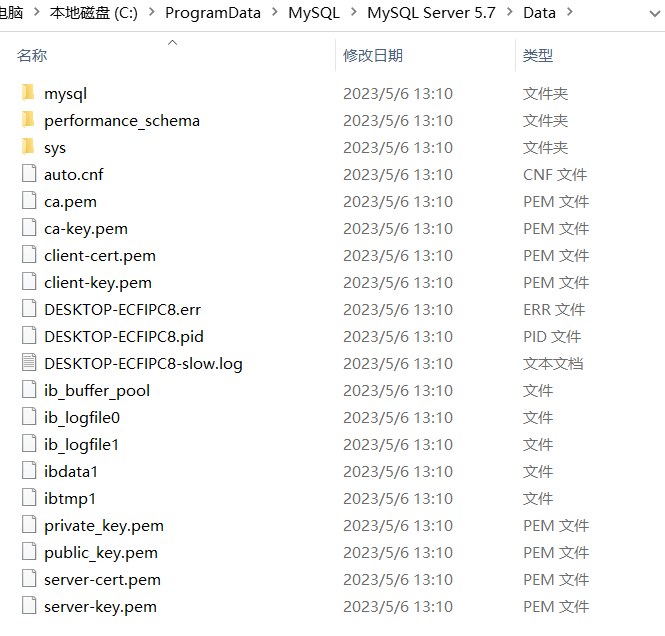 电脑 > 本地磁盘 (C:) > ProgramData > MySQL > MySQL Server 5.7 > Data >
名称 修改日期 类型
mysql 2023/5/6 13:10 文件夹
performance_schema 2023/5/6 13:10 文件夹
sys 2023/5/6 13:10 文件夹
auto.cnf 2023/5/6 13:10 CNF 文件
ca.pem 2023/5/6 13:10 PEM 文件
ca-key.pem 2023/5/6 13:10 PEM 文件
client-cert.pem 2023/5/6 13:10 PEM 文件
client-key.pem 2023/5/6 13:10 PEM 文件
DESKTOP-ECFIPC8.err 2023/5/6 13:10 ERR 文件
DESKTOP-ECFIPC8.pid 2023/5/6 13:10 PID 文件
DESKTOP-ECFIPC8-slow.log 2023/5/6 13:10 文本文档
ib_buffer_pool 2023/5/6 13:10 文件
ib_logfile0 2023/5/6 13:10 文件
ib_logfile1 2023/5/6 13:10 文件
ibdata1 2023/5/6 13:10 文件
ibtmp1 2023/5/6 13:10 文件
private_key.pem 2023/5/6 13:10 PEM 文件
public_key.pem 2023/5/6 13:10 PEM 文件
server-cert.pem 2023/5/6 13:10 PEM 文件
server-key.pem 2023/5/6 13:10 PEM 文件